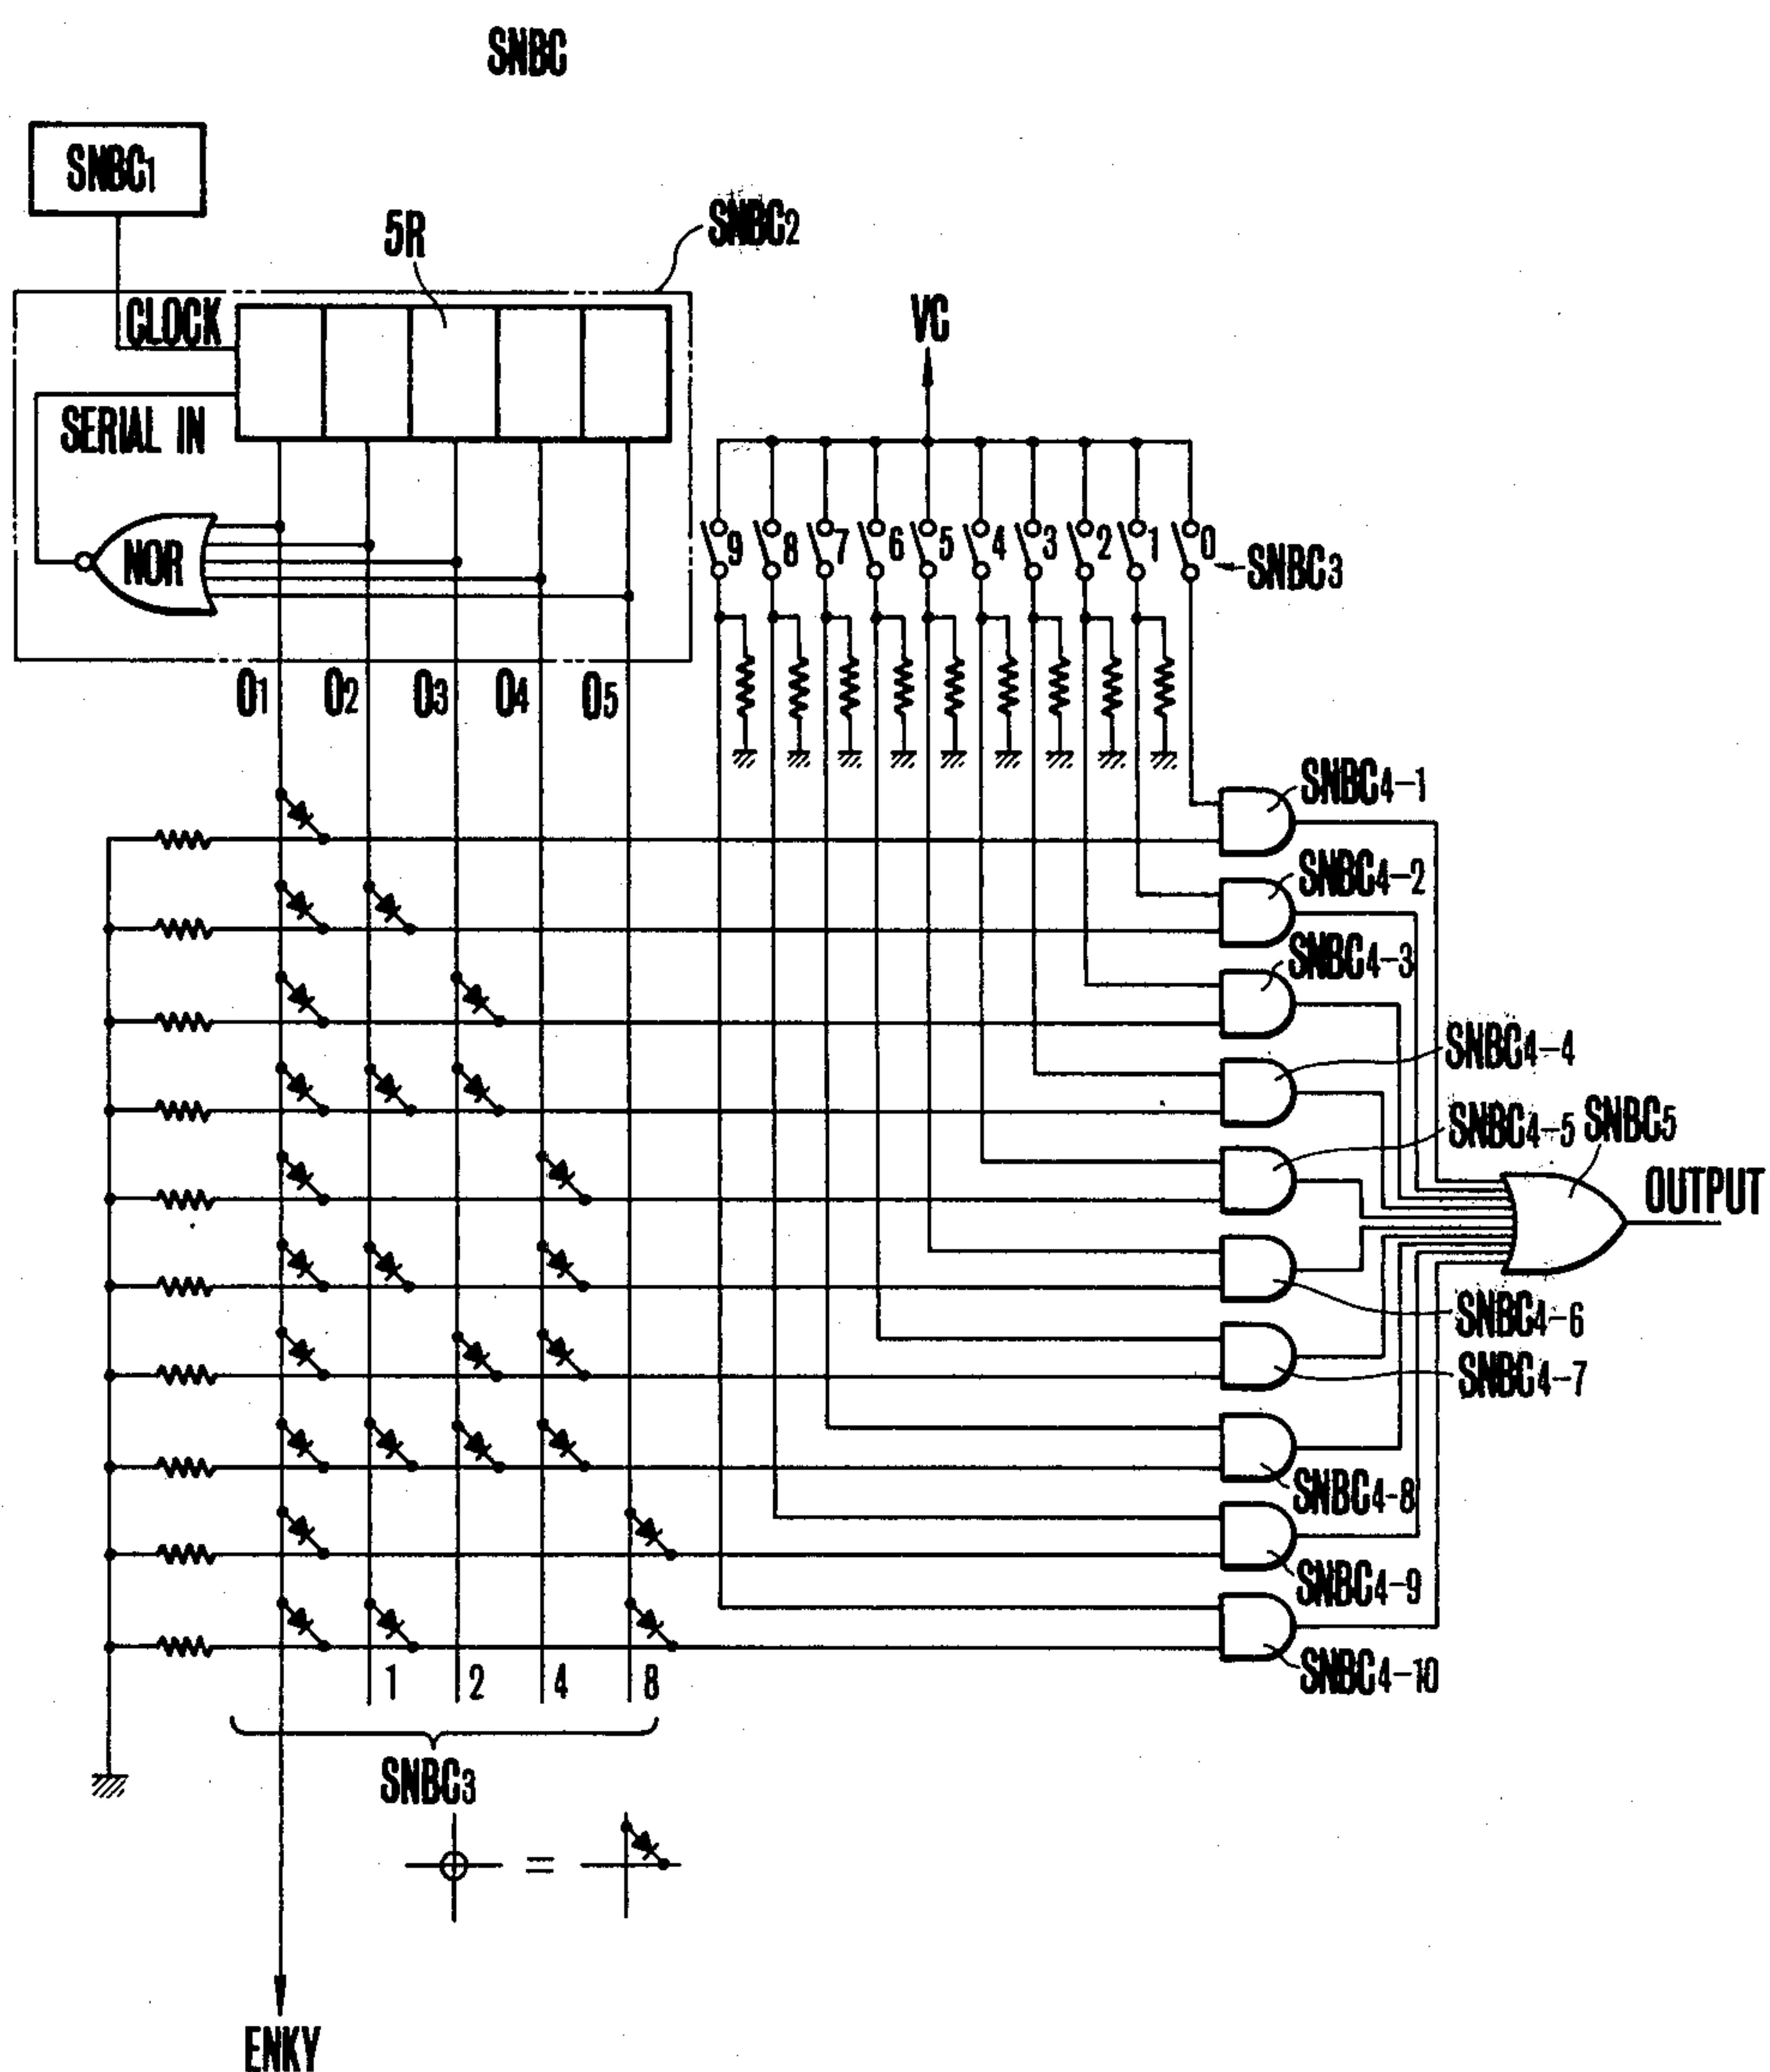 SNBC
SNBC1
5R
SNBC2
CLOCK
SERIAL IN
NOR
VC
9 8 7 6 5 4 3 2 1 0
SNBC3
O1 O2 O3 O4 O5
SNBC4-1
SNBC4-2
SNBC4-3
SNBC4-4
SNBC4-5
SNBC5
OUTPUT
SNBC4-6
SNBC4-7
SNBC4-8
SNBC4-9
SNBC4-10
1 2 4 8
SNBC3
=
ENKY